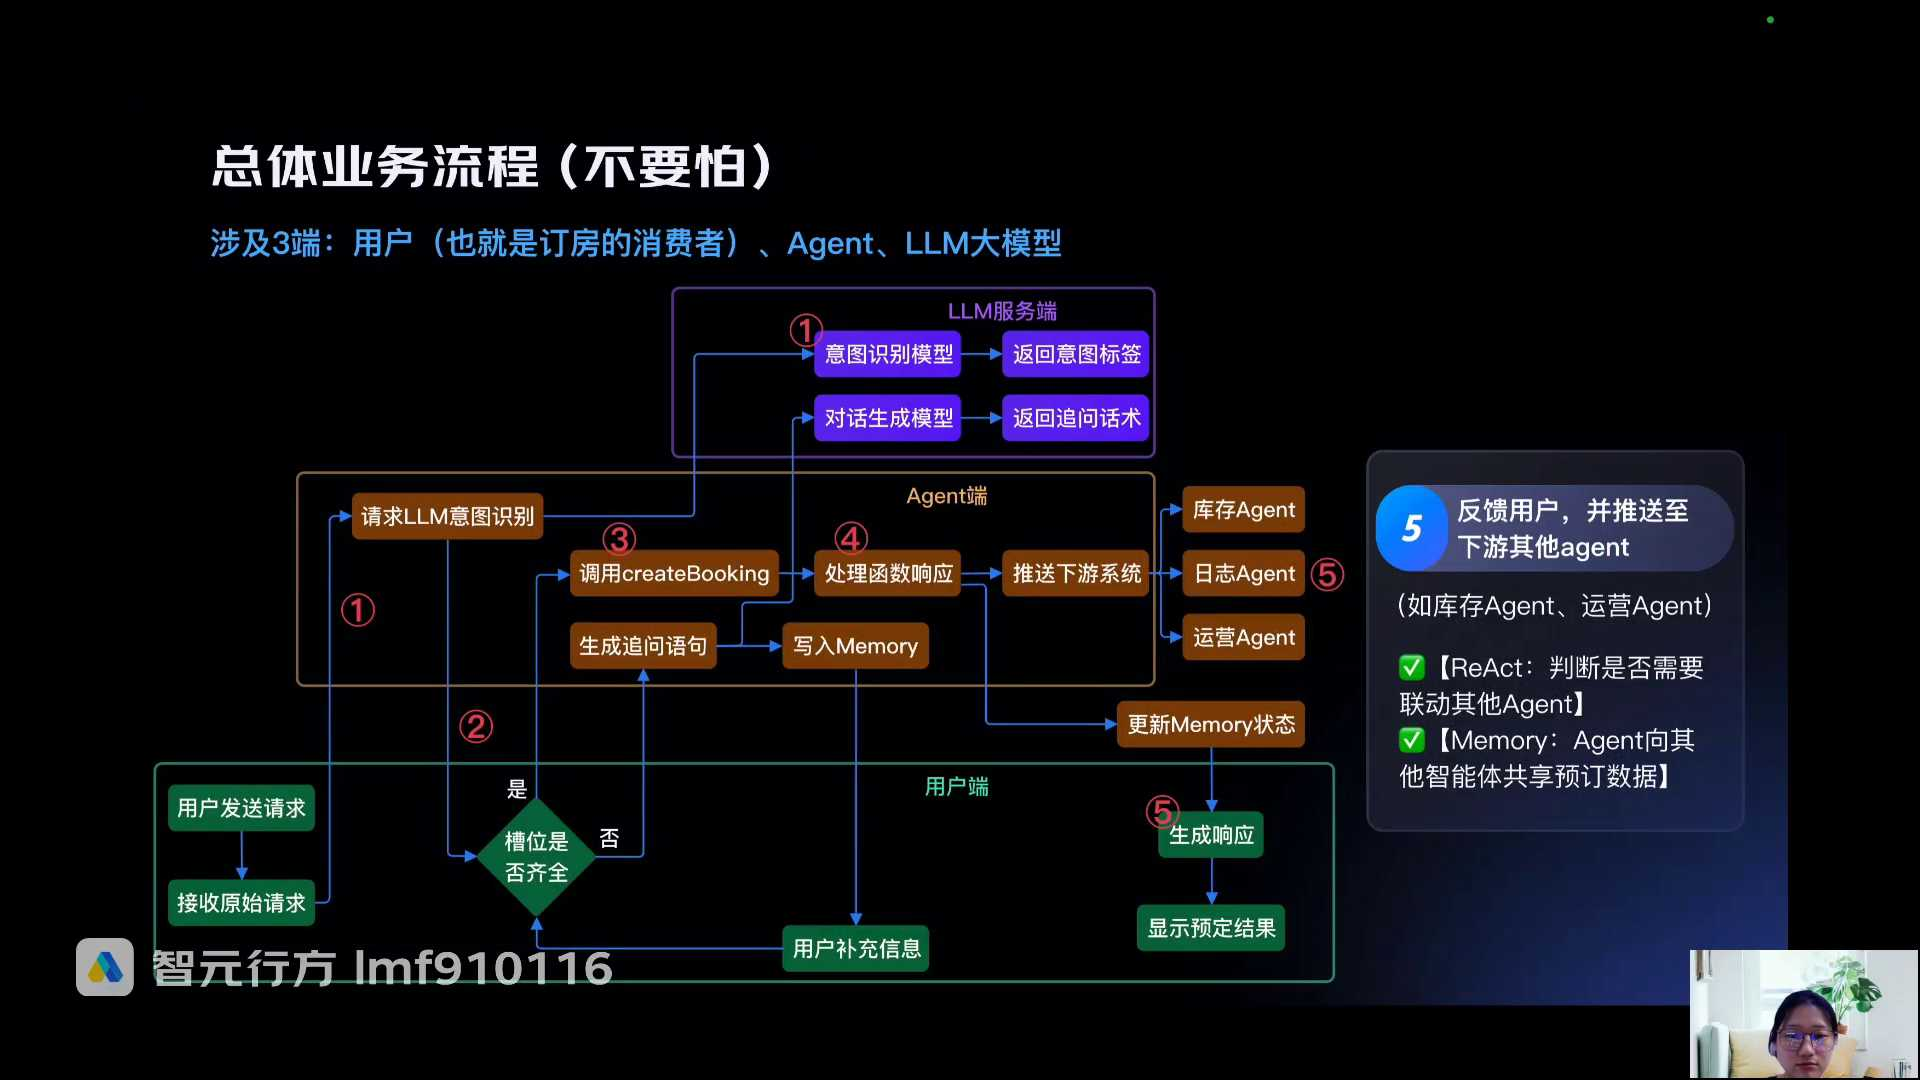 总体业务流程（不要怕）
涉及3端：用户（也就是订房的消费者）、Agent、LLM大模型
LLM服务端
①
意图识别模型
返回意图标签
对话生成模型
返回追问话术
Agent端
请求LLM意图识别
③
调用createBooking
④
处理函数响应
推送下游系统
生成追问语句
写入Memory
库存Agent
日志Agent
⑤
运营Agent
①
②
更新Memory状态
用户端
用户发送请求
接收原始请求
是
槽位是
否齐全
否
用户补充信息
⑤
生成响应
显示预定结果
5
反馈用户，并推送至
下游其他agent
（如库存Agent、运营Agent）
✅【ReAct：判断是否需要
联动其他Agent】
✅【Memory：Agent向其
他智能体共享预订数据】
智元行方 lmf910116